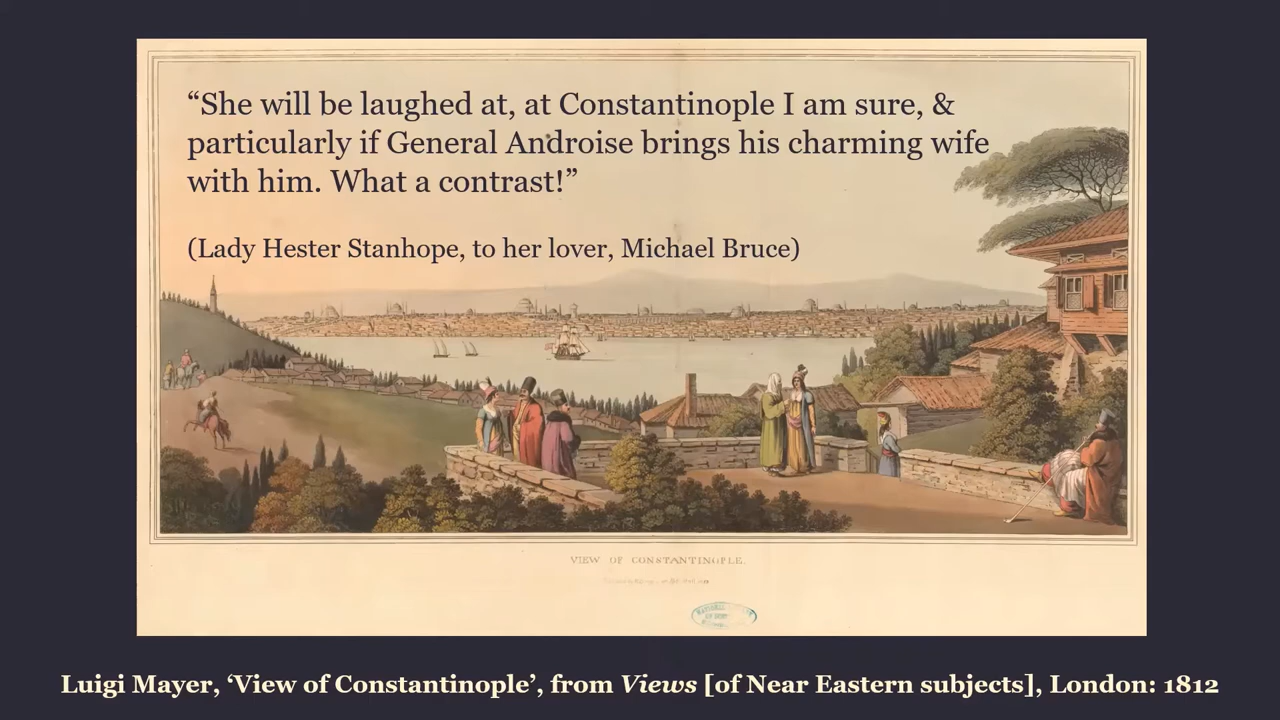 “She will be laughed at, at Constantinople I am sure, &
particularly if General Androise brings his charming wife
with him. What a contrast!”
(Lady Hester Stanhope, to her lover, Michael Bruce)
VIEW OF CONSTANTINOPLE.
Luigi Mayer, ‘View of Constantinople’, from Views [of Near Eastern subjects], London: 1812